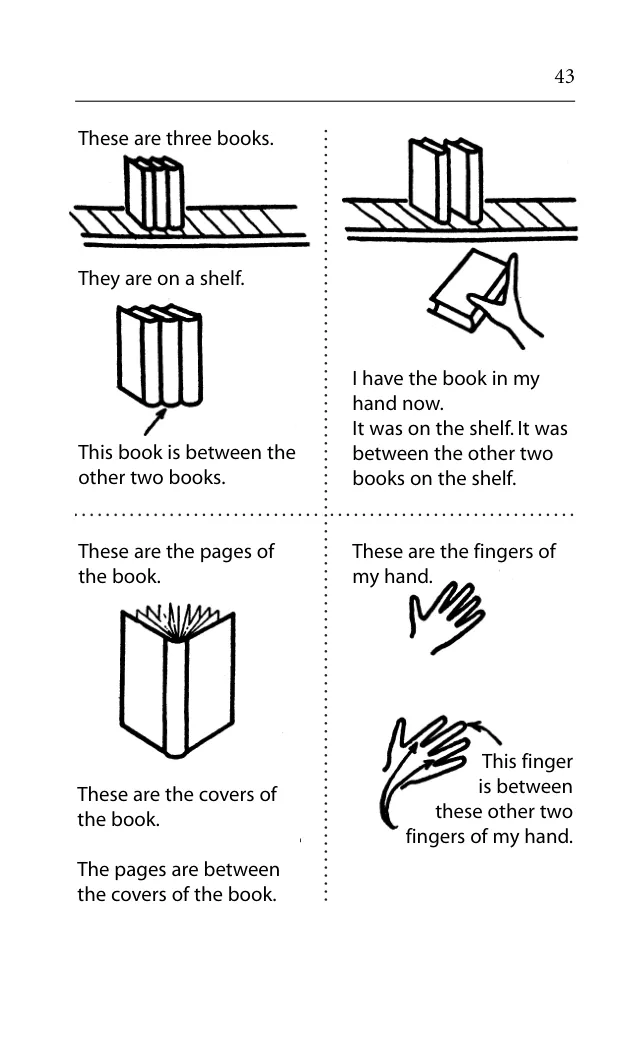 43
These are three books.
They are on a shelf.
This book is between the
other two books.
I have the book in my
hand now.
It was on the shelf. It was
between the other two
books on the shelf.
These are the pages of
the book.
These are the covers of
the book.
The pages are between
the covers of the book.
These are the fingers of
my hand.
This finger
is between
these other two
fingers of my hand.